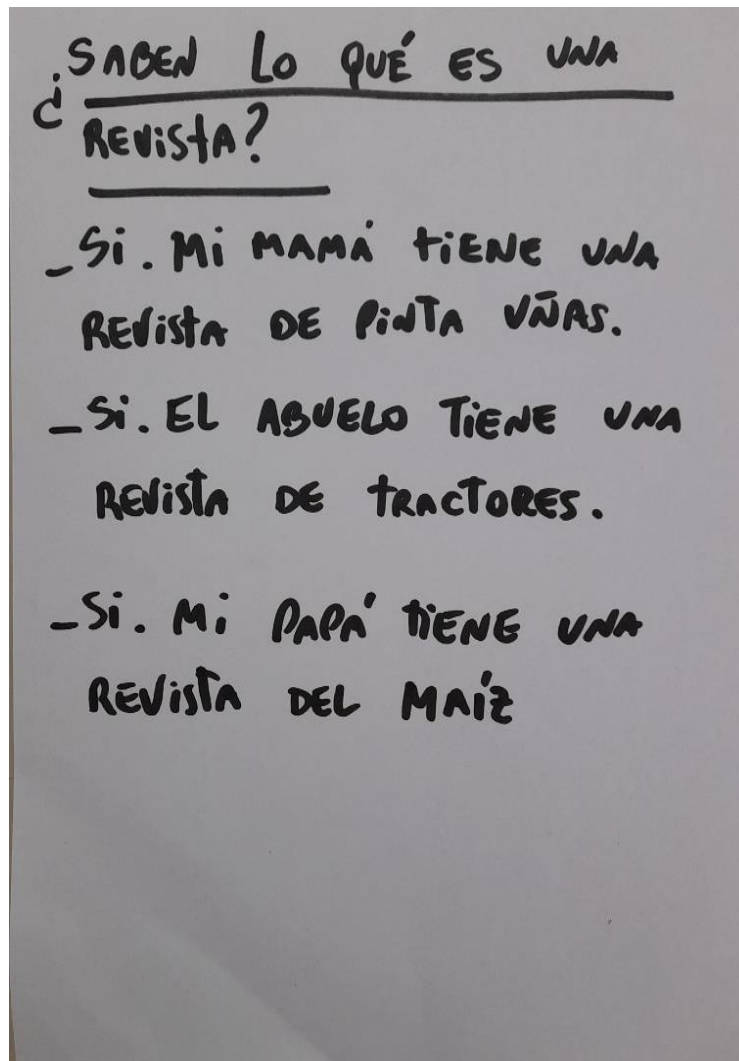 ¿SABEN LO QUÉ ES UNA
REVISTA?
_Si. Mi MAMÁ TIENE UNA
REVISTA DE PINTA UÑAS.
_Si. EL ABUELO TIENE UNA
REVISTA DE TRACTORES.
_Si. Mi PAPÁ TIENE UNA
REVISTA DEL MAÍZ